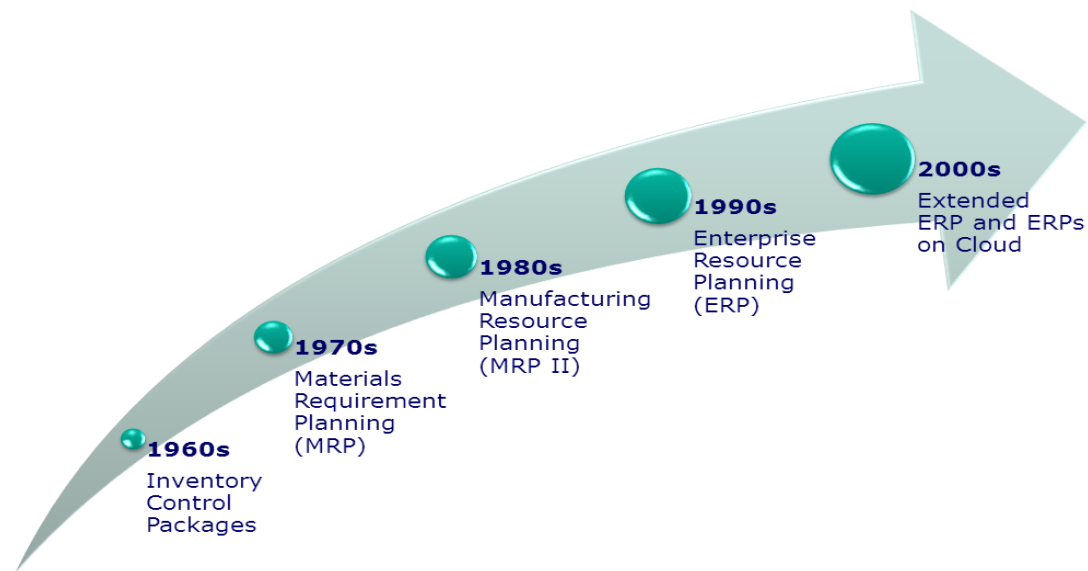 1960s
Inventory
Control
Packages
1970s
Materials
Requirement
Planning
(MRP)
1980s
Manufacturing
Resource
Planning
(MRP II)
1990s
Enterprise
Resource
Planning
(ERP)
2000s
Extended
ERP and ERPs
on Cloud